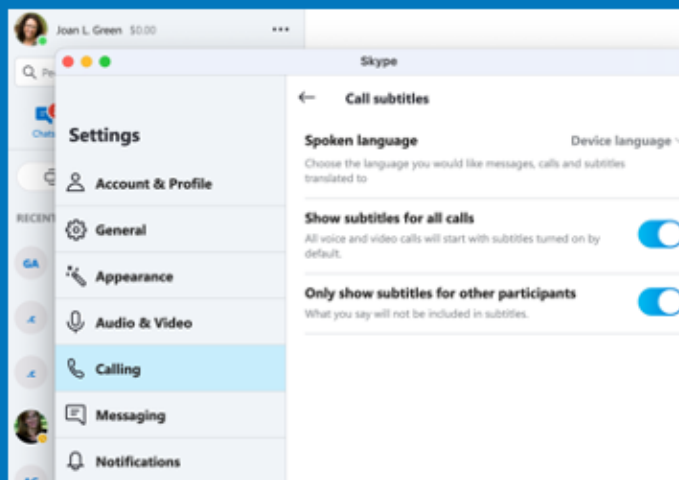 Joan L. Green $0.00
Skype
Pe
Chats
RECENT
GA
Settings
Account & Profile
General
Appearance
Audio & Video
Calling
Messaging
Notifications
Call subtitles
Spoken language
Device language
Choose the language you would like messages, calls and subtitles
translated to
Show subtitles for all calls
All voice and video calls will start with subtitles turned on by
default.
Only show subtitles for other participants
What you say will not be included in subtitles.